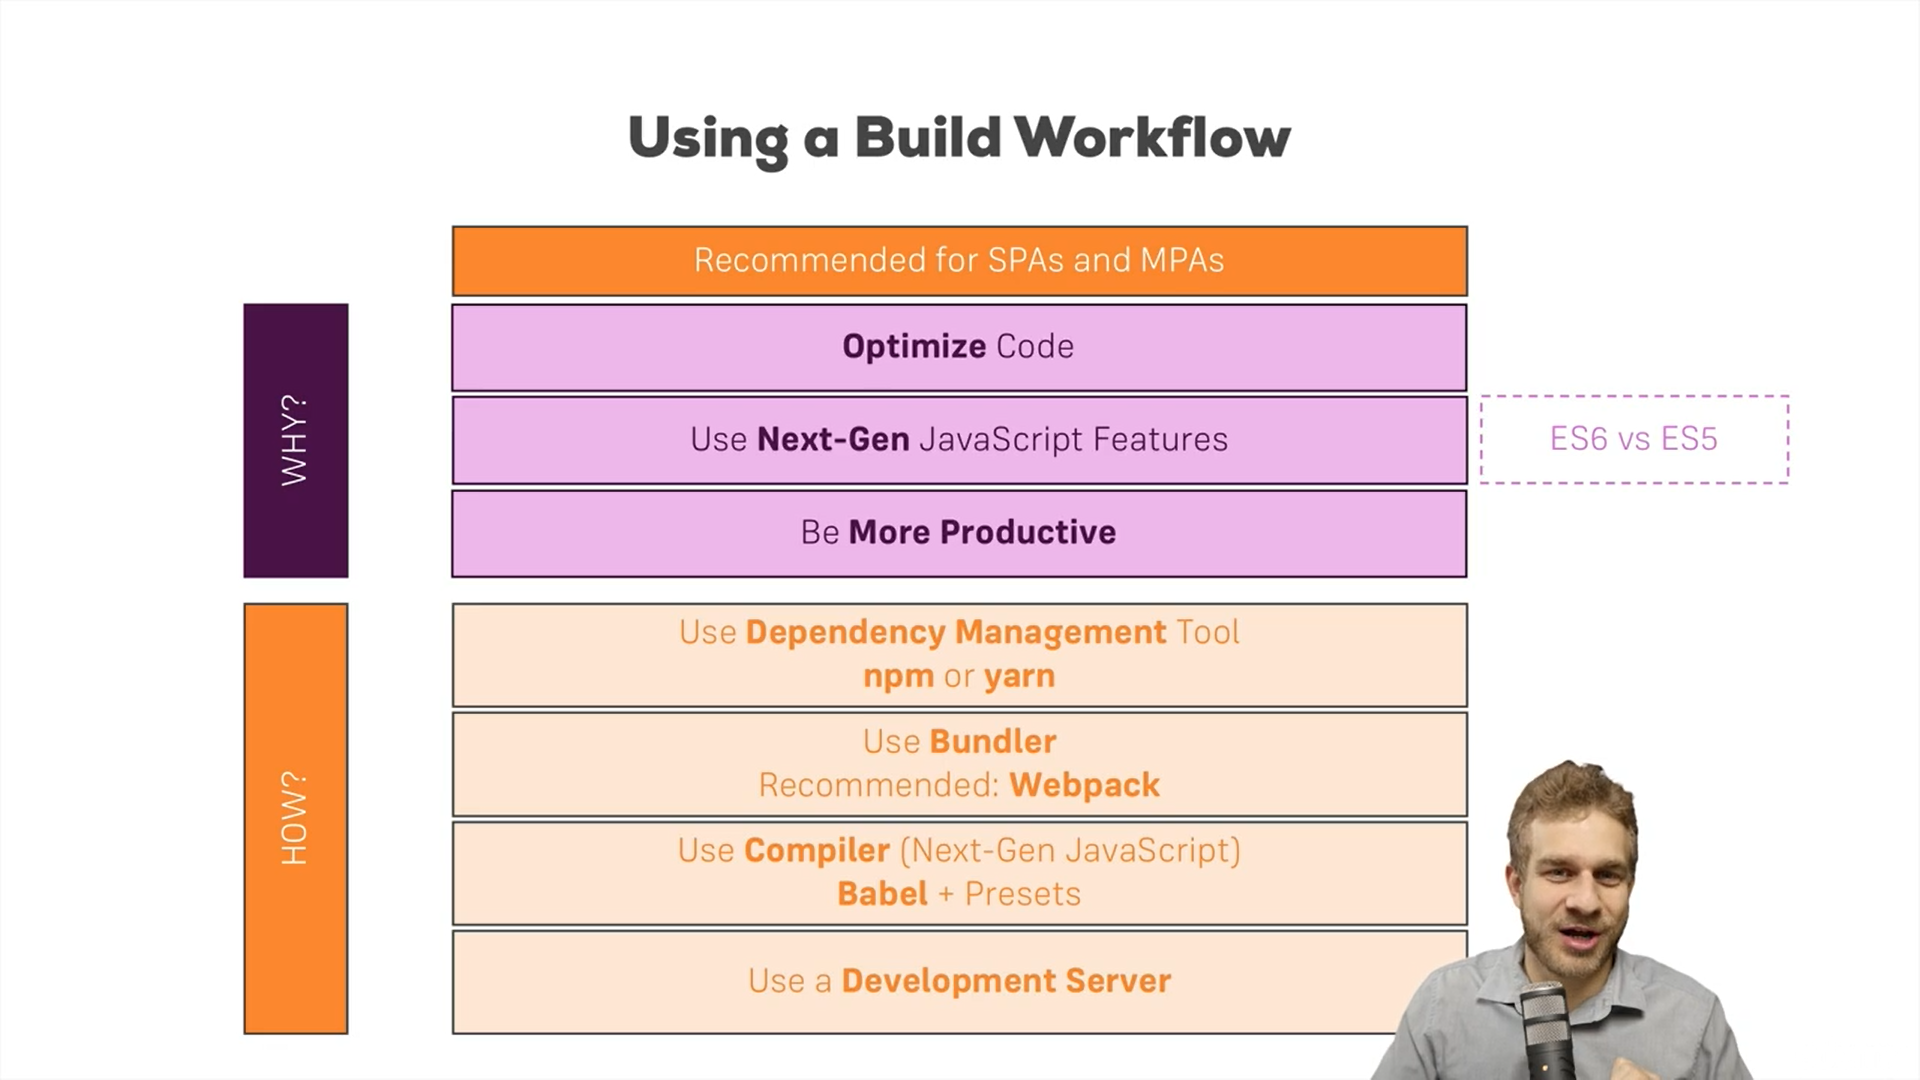 Using a Build Workflow
Recommended for SPAs and MPAs
WHY?
Optimize Code
Use Next-Gen JavaScript Features
ES6 vs ES5
Be More Productive
HOW?
Use Dependency Management Tool
npm or yarn
Use Bundler
Recommended: Webpack
Use Compiler (Next-Gen JavaScript)
Babel + Presets
Use a Development Server